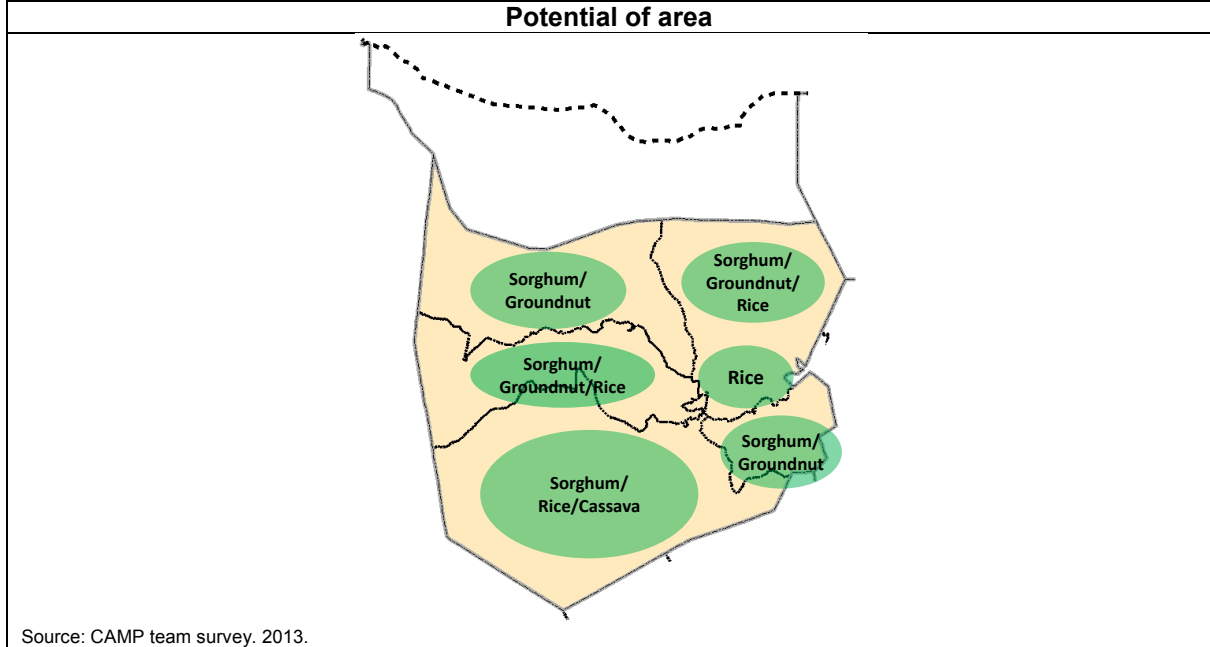 Potential of area
Sorghum/
Groundnut
Sorghum/
Groundnut/
Rice
Sorghum/
Groundnut/Rice
Rice
Sorghum/
Groundnut
Sorghum/
Rice/Cassava
Source: CAMP team survey. 2013.